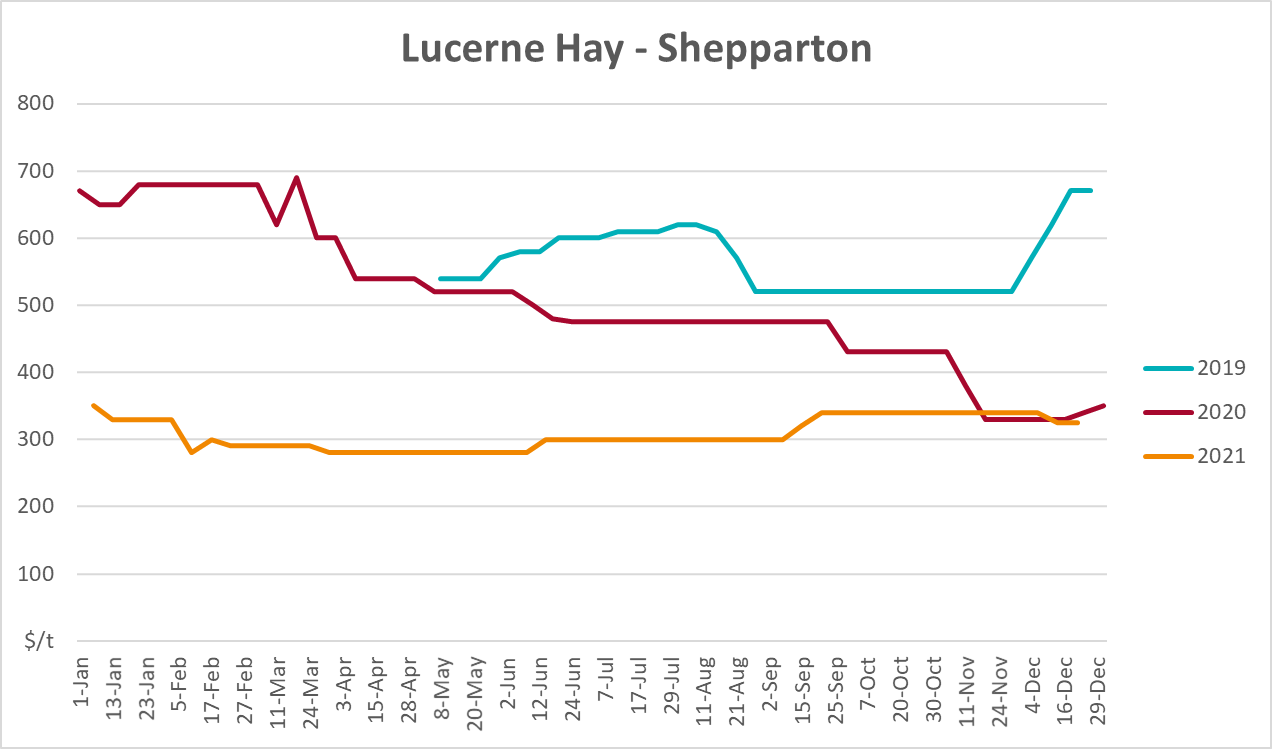 Lucerne Hay - Shepparton
800
700
600
500
400
300
200
100
$/t
2019
2020
2021
1-Jan
13-Jan
23-Jan
5-Feb
17-Feb
27-Feb
11-Mar
24-Mar
3-Apr
15-Apr
28-Apr
8-May
20-May
2-Jun
12-Jun
24-Jun
7-Jul
17-Jul
29-Jul
11-Aug
21-Aug
2-Sep
15-Sep
25-Sep
7-Oct
20-Oct
30-Oct
11-Nov
24-Nov
4-Dec
16-Dec
29-Dec